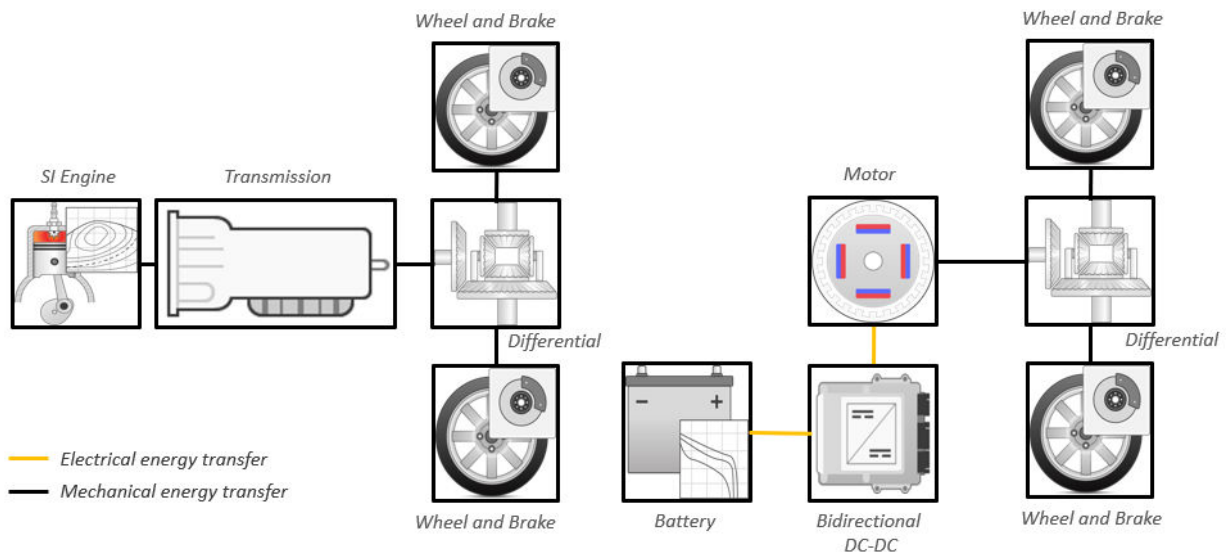 Wheel and Brake
Wheel and Brake
SI Engine
Transmission
Motor
Differential
Differential
Electrical energy transfer
Mechanical energy transfer
Wheel and Brake
Battery
Bidirectional
DC-DC
Wheel and Brake